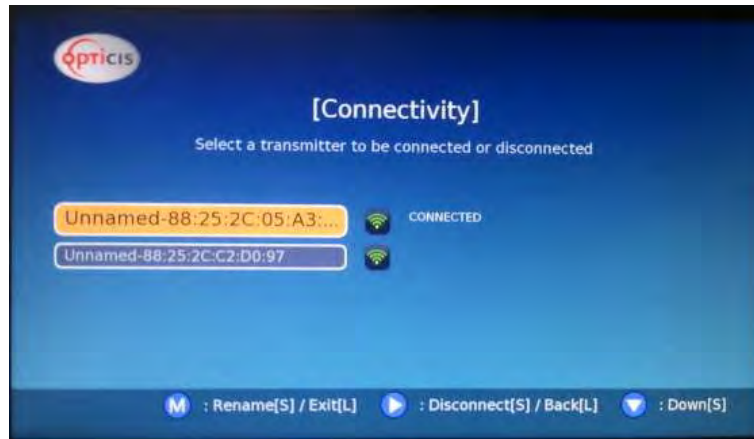 OPTICIS
[Connectivity]
Select a transmitter to be connected or disconnected
Unnamed-88:25:2C:05:A3:... CONNECTED
Unnamed-88:25:2C:C2:D0:97
M : Rename[S] / Exit[L] : Disconnect[S] / Back[L] : Down[S]